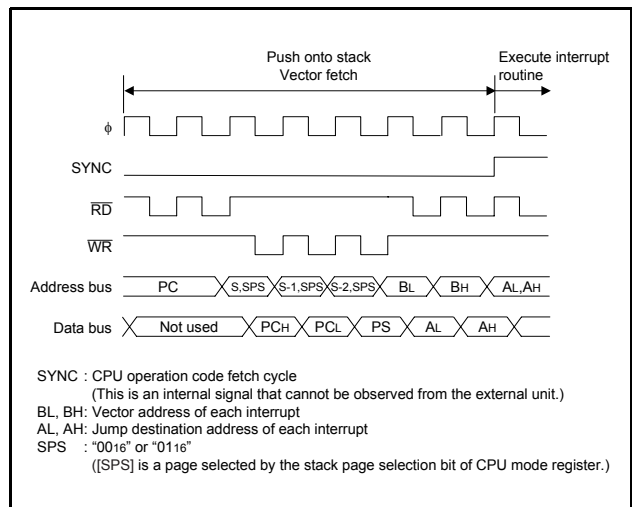 Push onto stack
Vector fetch
Execute interrupt
routine
ϕ
SYNC
RD
WR
Address bus PC S,SPS S-1,SPS S-2,SPS BL BH AL,AH
Data bus Not used PCH PCL PS AL AH
SYNC : CPU operation code fetch cycle
(This is an internal signal that cannot be observed from the external unit.)
BL, BH: Vector address of each interrupt
AL, AH: Jump destination address of each interrupt
SPS : “0016” or “0116”
([SPS] is a page selected by the stack page selection bit of CPU mode register.)